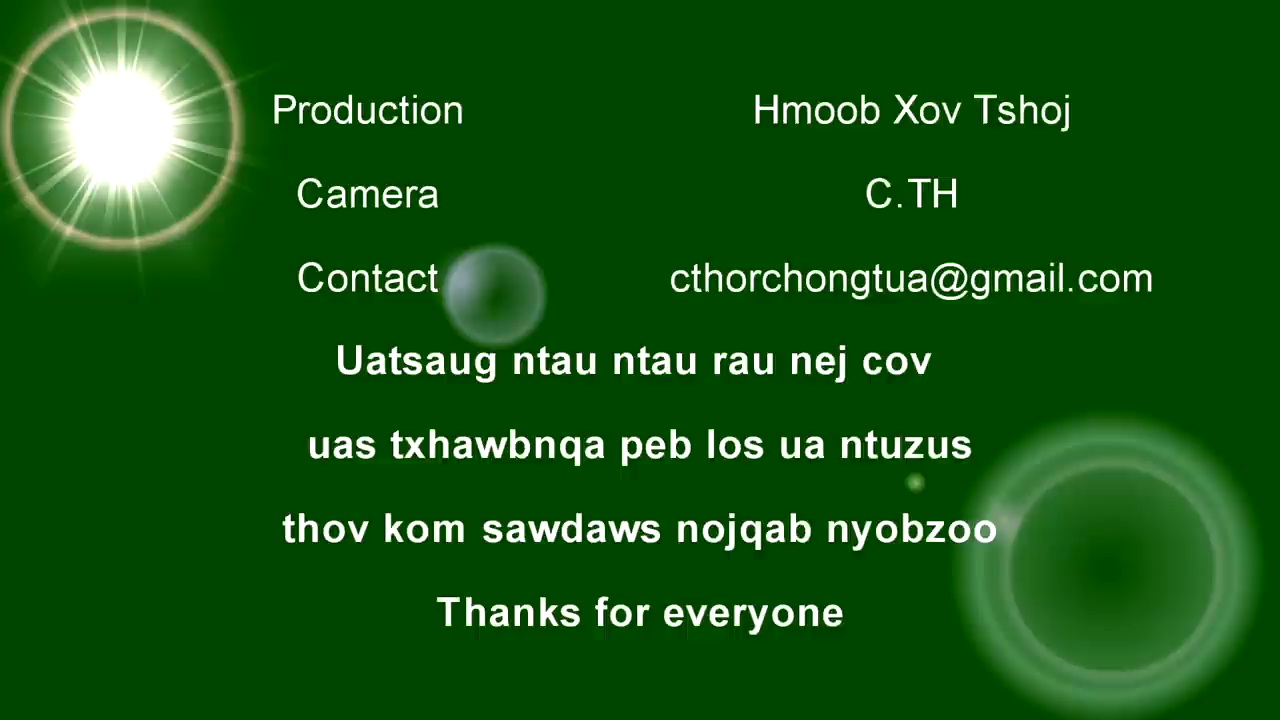 Production Hmoob Xov Tshoj
Camera C.TH
Contact cthorchongtua@gmail.com
Uatsaug ntau ntau rau nej cov
uas txhawbnqa peb los ua ntuzus
thov kom sawdaws nojqab nyobzoo
Thanks for everyone